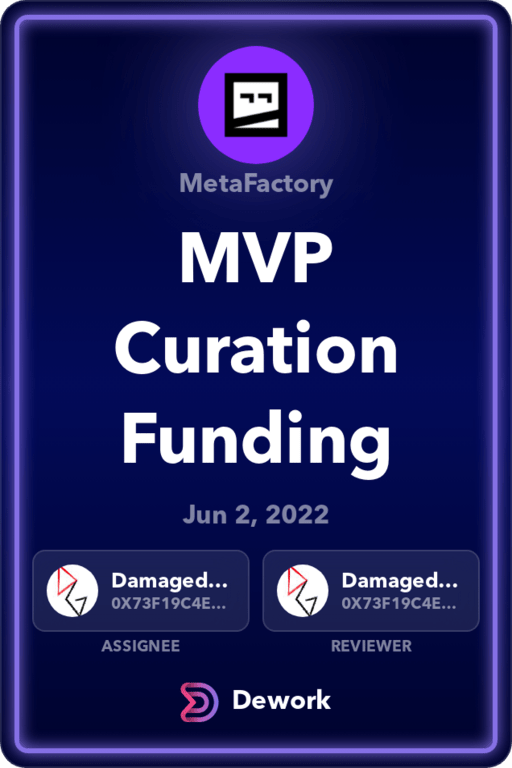 MetaFactory
MVP
Curation
Funding
Jun 2, 2022
Damaged...
0X73F19C4E...
Damaged...
0X73F19C4E...
ASSIGNEE
REVIEWER
Dework